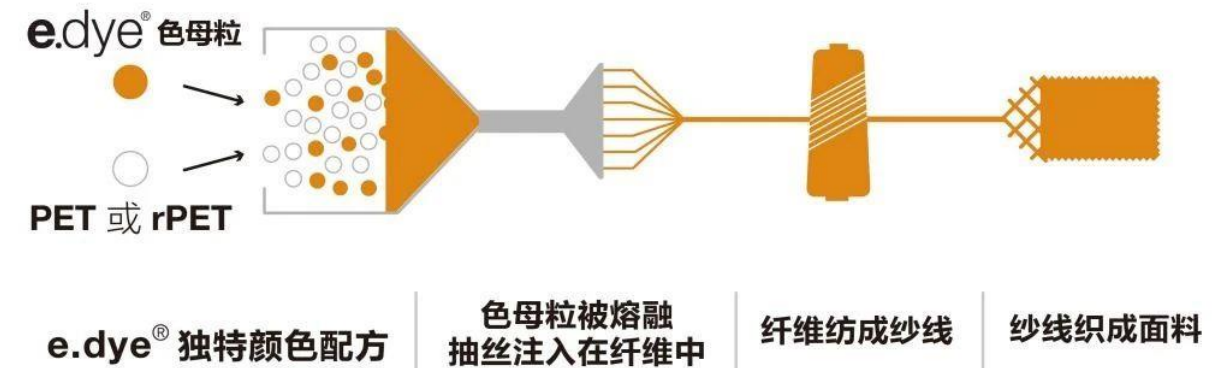 e.dye® 色母粒
PET 或 rPET
e.dye® 独特颜色配方
色母粒被熔融
抽丝注入在纤维中
纤维纺成纱线
纱线织成面料